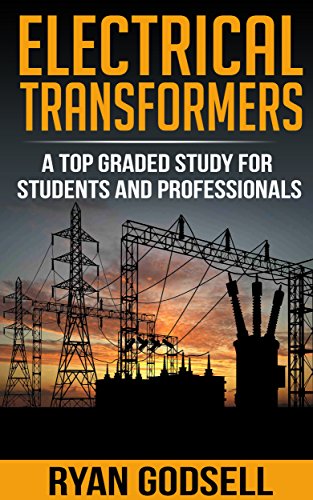 ELECTRICAL
TRANSFORMERS
A TOP GRADED STUDY FOR
STUDENTS AND PROFESSIONALS
RYAN GODSELL